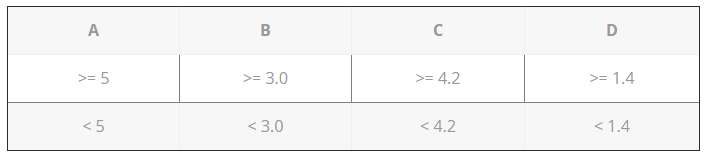 A B C D
>= 5 >= 3.0 >= 4.2 >= 1.4
< 5 < 3.0 < 4.2 < 1.4